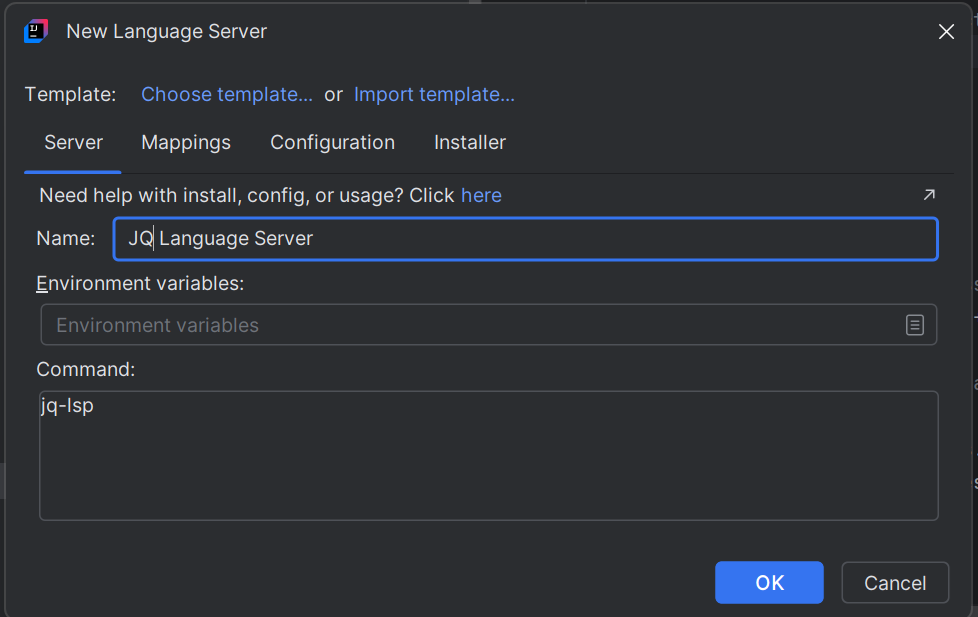 New Language Server
Template: Choose template... or Import template...
Server Mappings Configuration Installer
Need help with install, config, or usage? Click here
Name: JQ Language Server
Environment variables:
Environment variables
Command:
jq-lsp
OK Cancel